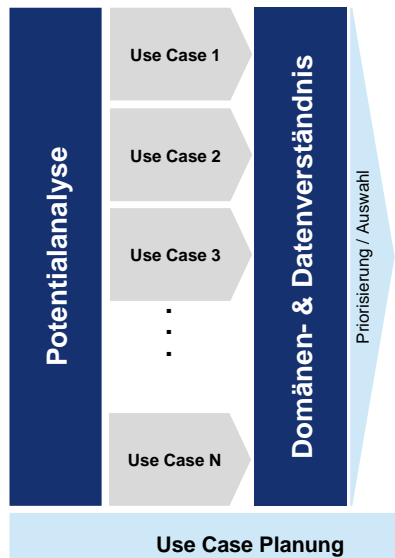 Potentialanalyse
Use Case 1
Use Case 2
Use Case 3
. . .
Use Case N
Domänen- & Datenverständnis
Priorisierung / Auswahl
Use Case Planung